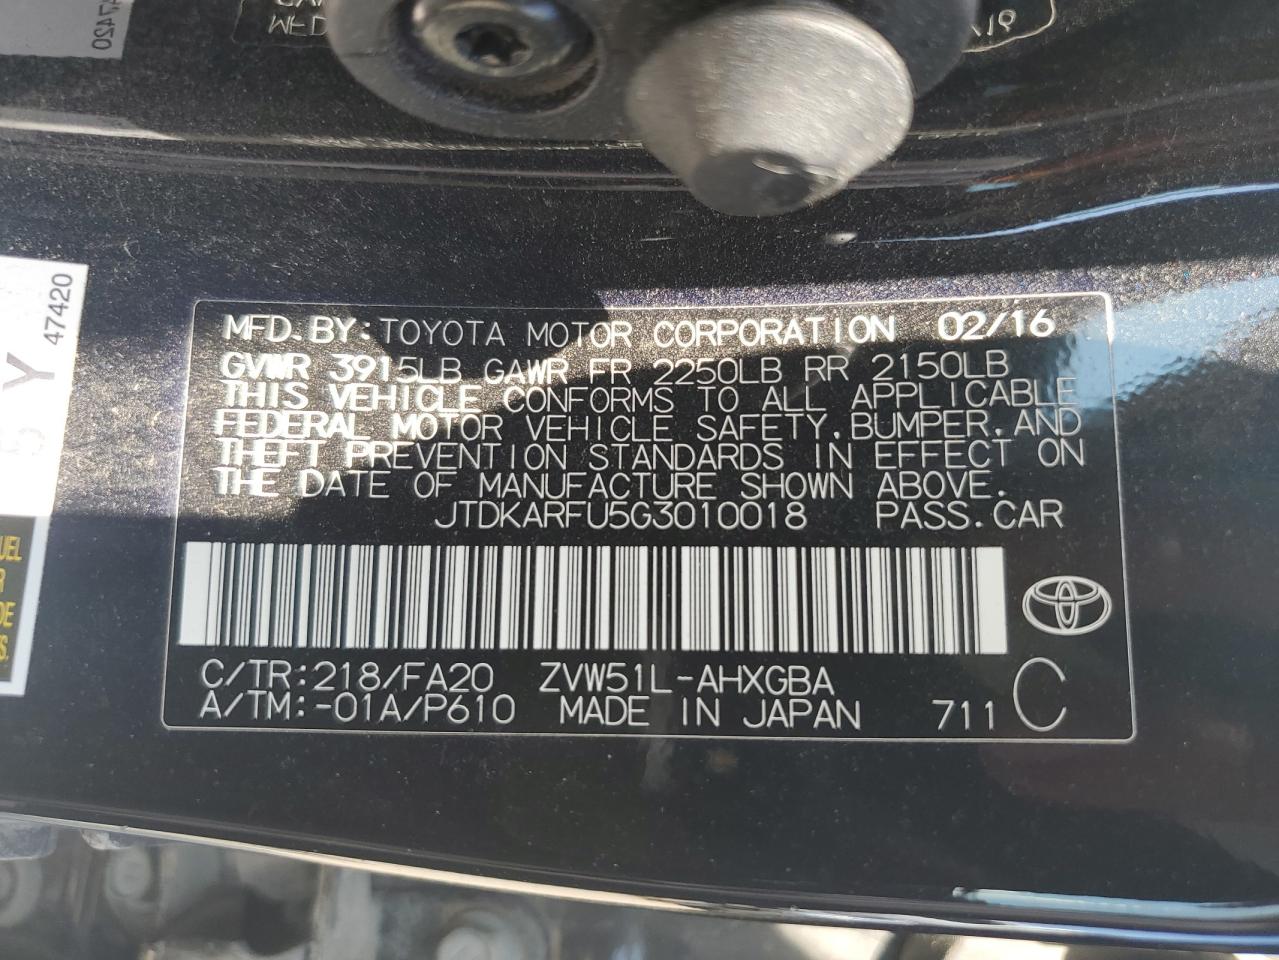 47420
WED
MFD.BY:TOYOTA MOTOR CORPORATION 02/16
GVWR 3915LB GAWR FR 2250LB RR 2150LB
THIS VEHICLE CONFORMS TO ALL APPLICABLE
FEDERAL MOTOR VEHICLE SAFETY,BUMPER,AND
THEFT PREVENTION STANDARDS IN EFFECT ON
THE DATE OF MANUFACTURE SHOWN ABOVE.
JTDKARFU5G3010018 PASS.CAR
C/TR:218/FA20 ZVW51L-AHXGBA
A/TM:-01A/P610 MADE IN JAPAN 711 C
47420
Y